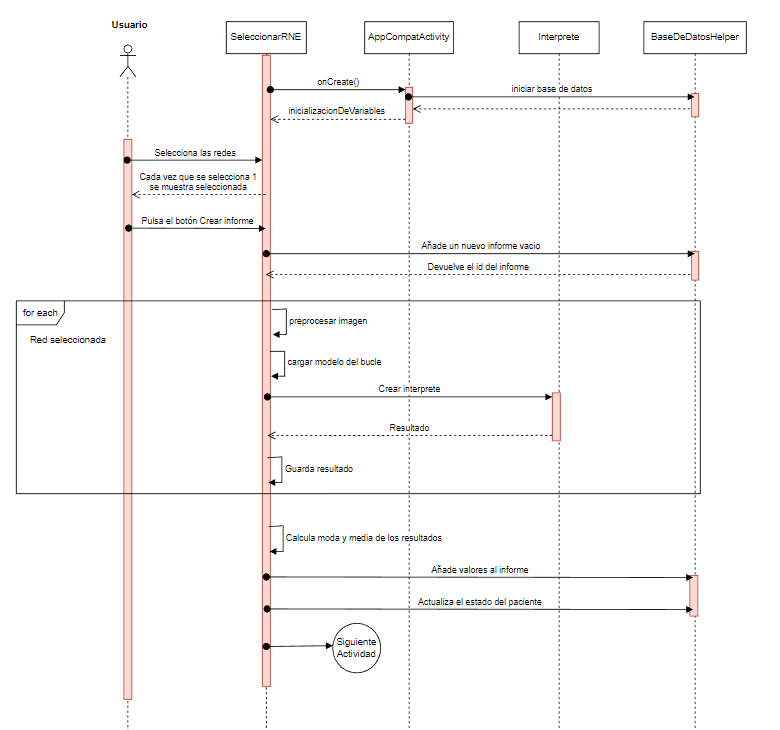 Usuario
SeleccionarRNE
AppCompatActivity
Interprete
BaseDeDatosHelper
onCreate()
iniciar base de datos
inicializacionDeVariables
Selecciona las redes
Cada vez que se selecciona 1
se muestra seleccionada
Pulsa el botón Crear informe
Añade un nuevo informe vacio
Devuelve el id del informe
for each
Red seleccionada
preprocesar imagen
cargar modelo del bucle
Crear interprete
Resultado
Guarda resultado
Calcula moda y media de los resultados
Añade valores al informe
Actualiza el estado del paciente
Siguiente
Actividad